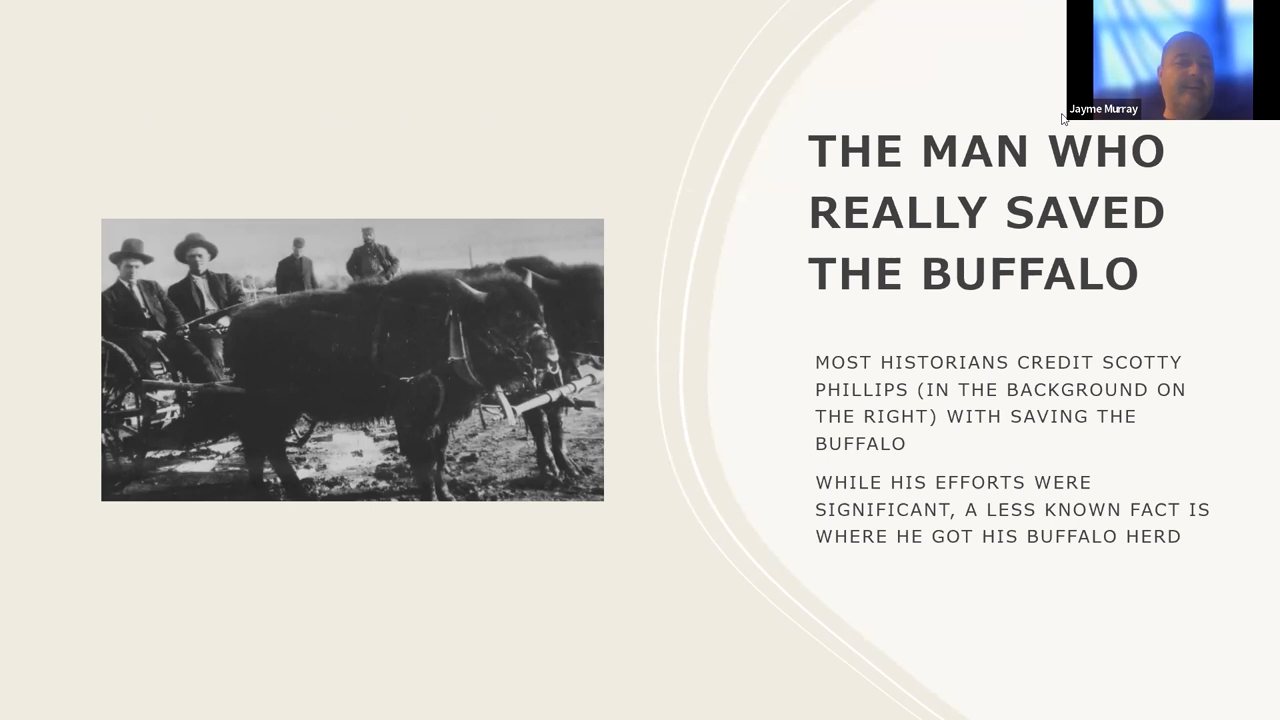 Jayme Murray
THE MAN WHO
REALLY SAVED
THE BUFFALO
MOST HISTORIANS CREDIT SCOTTY
PHILLIPS (IN THE BACKGROUND ON
THE RIGHT) WITH SAVING THE
BUFFALO
WHILE HIS EFFORTS WERE
SIGNIFICANT, A LESS KNOWN FACT IS
WHERE HE GOT HIS BUFFALO HERD